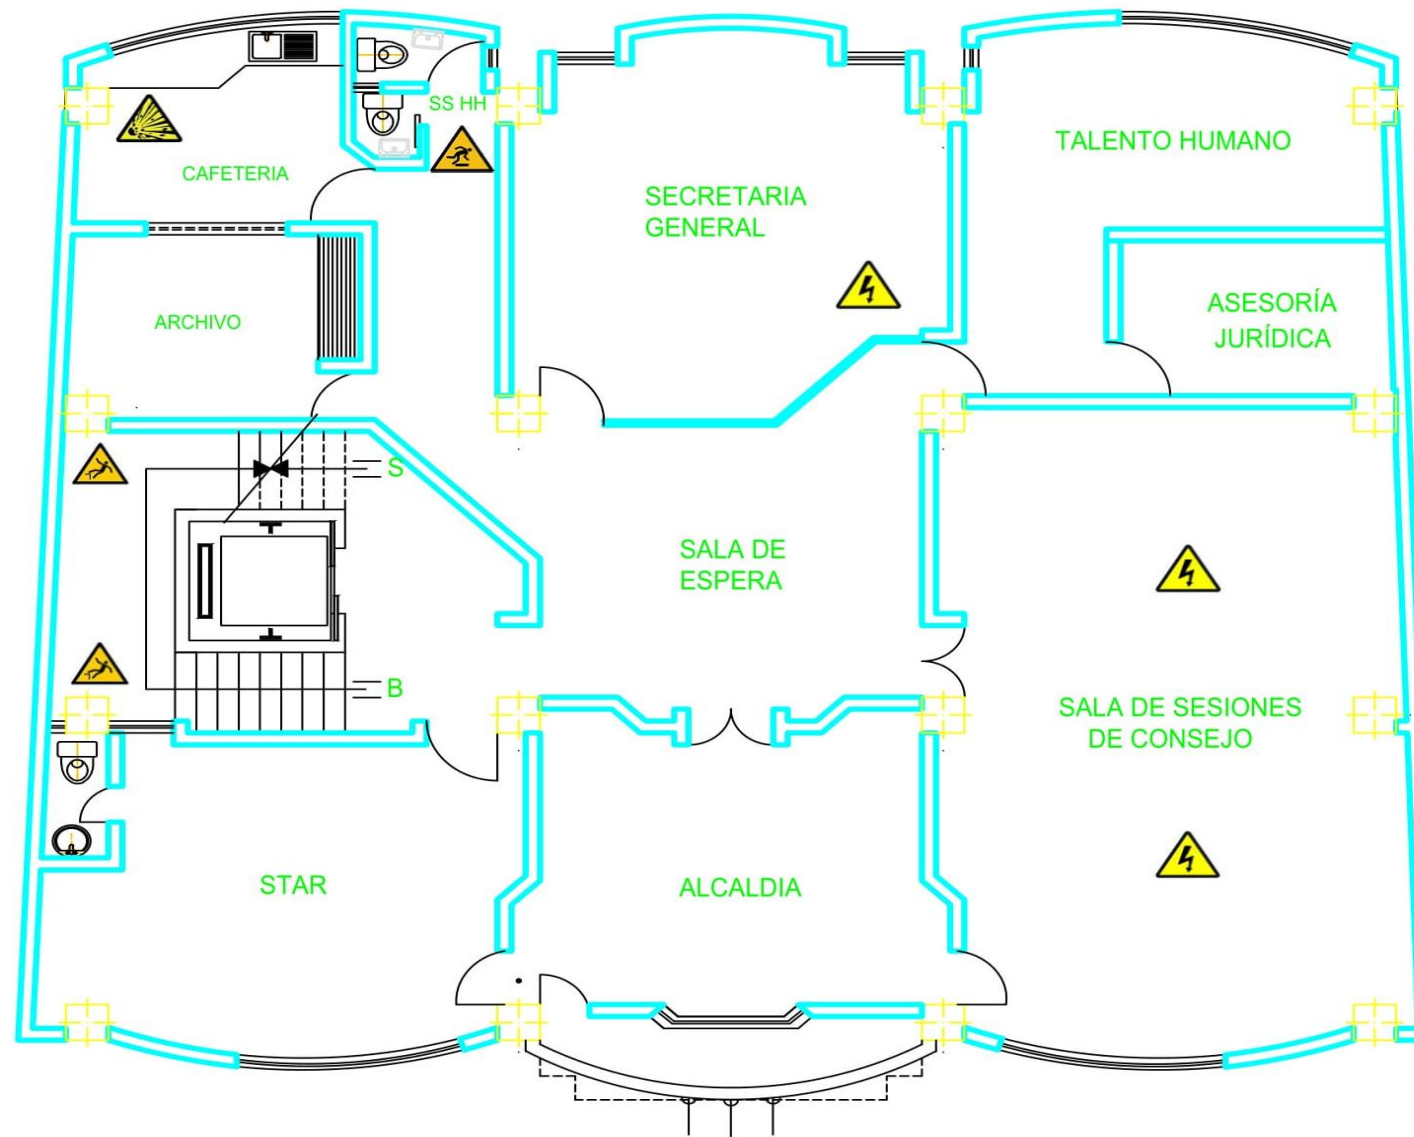 SS HH
CAFETERIA
TALENTO HUMANO
SECRETARIA
GENERAL
ARCHIVO
ASESORÍA
JURÍDICA
S
SALA DE
ESPERA
B
SALA DE SESIONES
DE CONSEJO
STAR
ALCALDIA